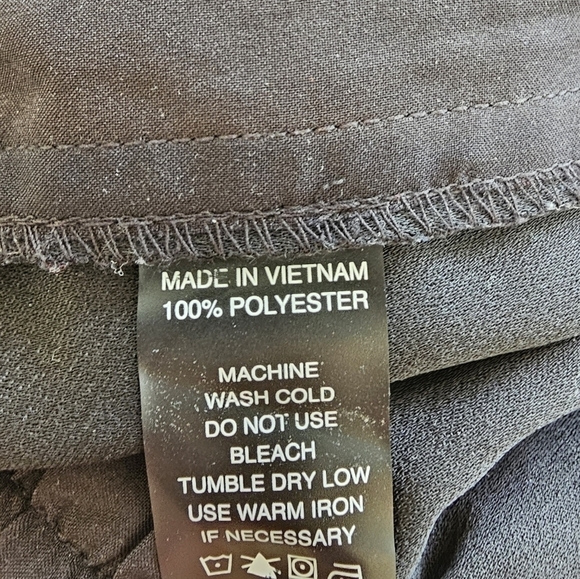 MADE IN VIETNAM
100% POLYESTER
MACHINE
WASH COLD
DO NOT USE
BLEACH
TUMBLE DRY LOW
USE WARM IRON
IF NECESSARY